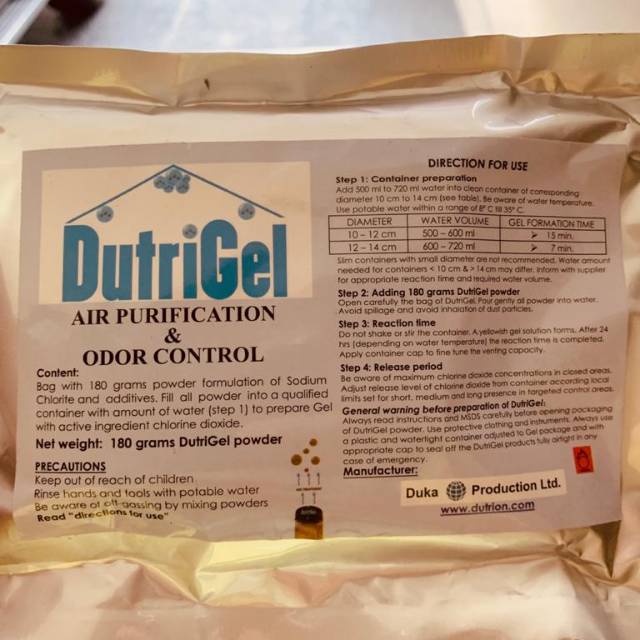 DutriGel
AIR PURIFICATION
&
ODOR CONTROL
Content:
Bag with 180 grams powder formulation of Sodium
Chlorite and additives. Fill all powder into a qualified
container with amount of water (step 1) to prepare Gel
with active ingredient chlorine dioxide.
Net weight: 180 grams DutriGel powder
PRECAUTIONS
Keep out of reach of children
Rinse hands and tools with potable water
Be aware of off-gassing by mixing powders
Read "directions for use"
DIRECTION FOR USE
Step 1: Container preparation
Add 500 ml to 720 ml water into clean container of corresponding
diameter 10 cm to 14 cm (see table). Be aware of water temperature.
Use potable water within a range of 8° C till 35° C.
DIAMETER WATER VOLUME GEL FORMATION TIME
10 – 12 cm 500 – 600 ml ➢ 15 min.
12 – 14 cm 600 – 720 ml ➢ 7 min.
Slim containers with small diameter are not recommended. Water amount
needed for containers < 10 cm & > 14 cm may differ. Inform with supplier
for appropriate reaction time and required water volume.
Step 2: Adding 180 grams DutriGel powder
Open carefully the bag of DutriGel. Pour gently all powder into water.
Avoid spillage and avoid inhalation of dust particles.
Step 3: Reaction time
Do not shake or stir the container. A yellowish gel solution forms. After 24
hrs (depending on water temperature) the reaction time is completed.
Apply container cap to fine tune the venting capacity.
Step 4: Release period
Be aware of maximum chlorine dioxide concentrations in closed areas.
Adjust release level of chlorine dioxide from container according local
limits set for short, medium and long presence in targeted control areas.
General warning before preparation of DutriGel:
Always read instructions and MSDS carefully before opening packaging
of DutriGel powder. Use protective clothing and instruments. Always use
a plastic and watertight container adjusted to Gel package and with
appropriate cap to seal off the DutriGel products fully airtight in any
case of emergency.
Manufacturer:
Duka Production Ltd.
www.dutrion.com